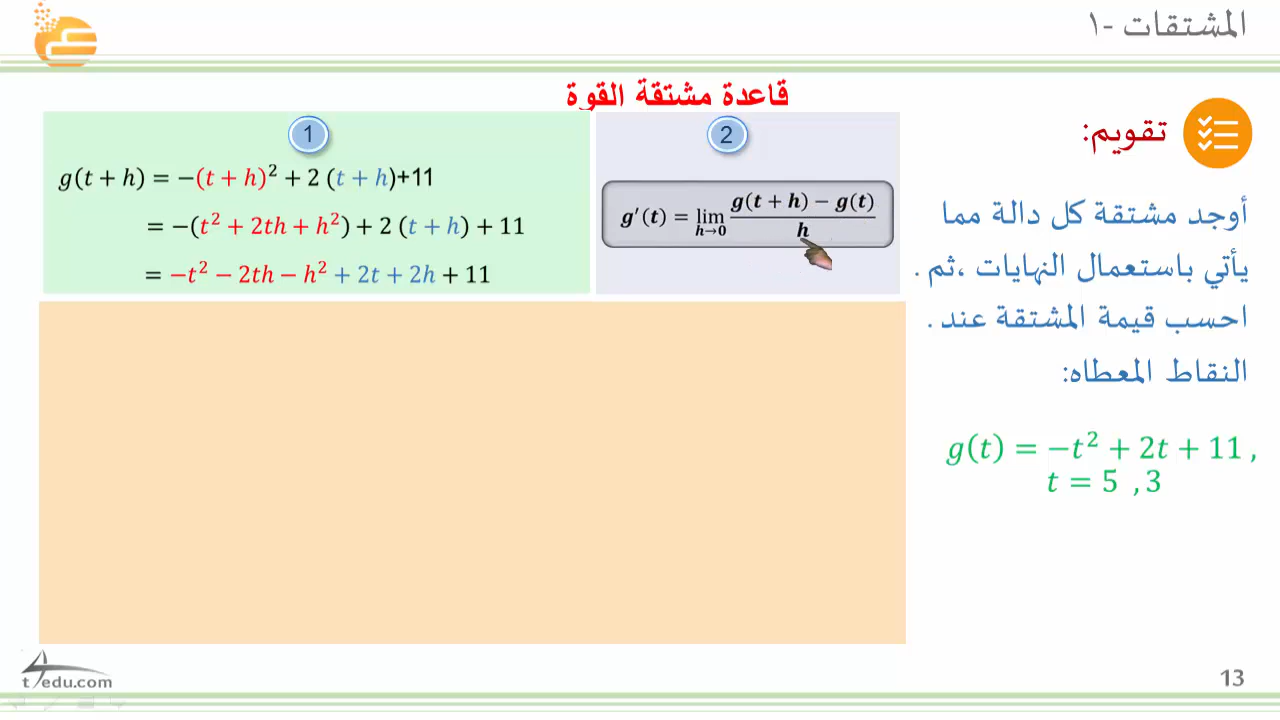 المشتقات -١
قاعدة مشتقة القوة
تقويم:
أوجد مشتقة كل دالة مما
يأتي باستعمال النهايات ،ثم .
احسب قيمة المشتقة عند .
النقاط المعطاه:
g(t) = −t² + 2t + 11 ,
t = 5 ,3
1
g(t + h) = −(t + h)² + 2 (t + h)+11
= −(t² + 2th + h²) + 2 (t + h) + 11
= −t² − 2th − h² + 2t + 2h + 11
2
g′(t) = lim h→0 (g(t + h) − g(t)) / h
t4edu.com
13